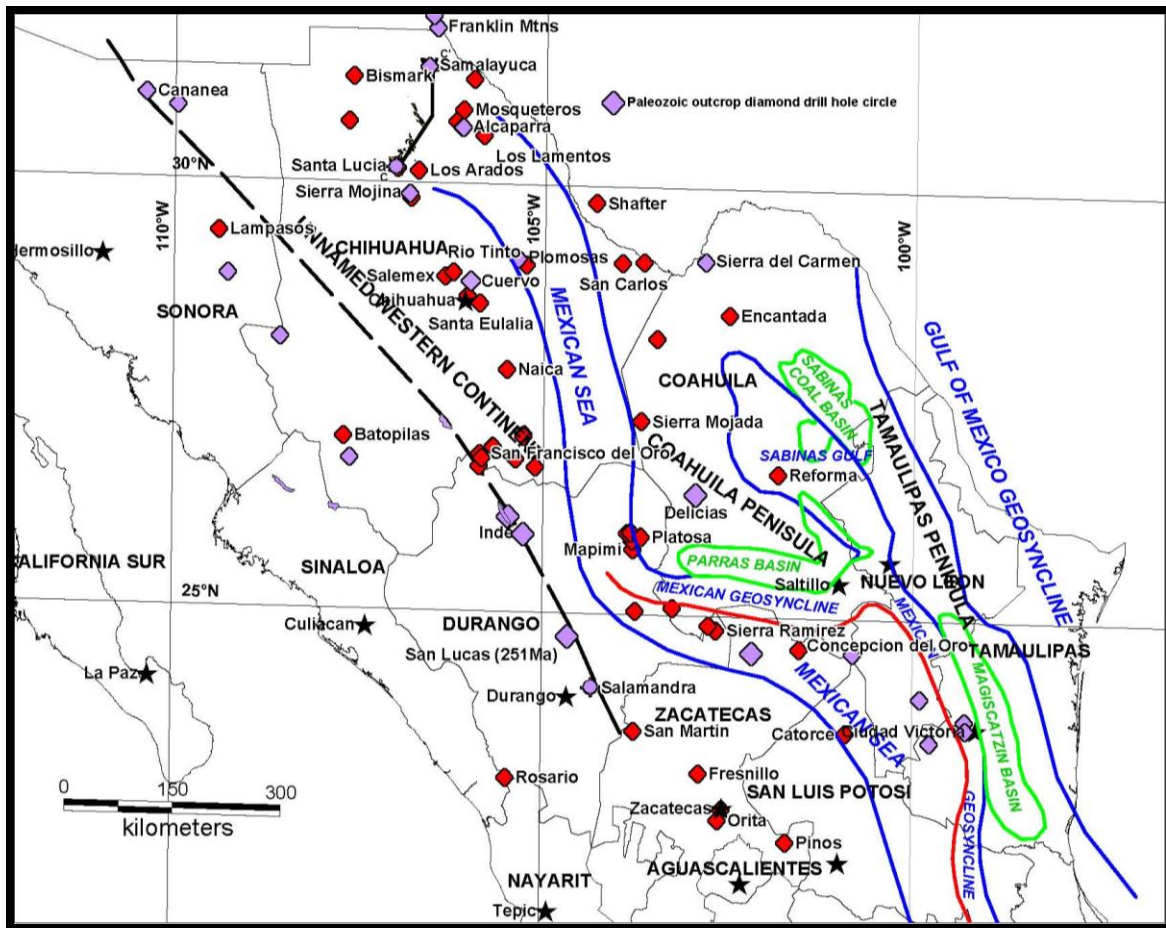 Franklin Mtns
C'
Samalayuca
Bismark
Cananea
Mosqueteros
Paleozoic outcrop diamond drill hole circle
Alcaparra
Los Lamentos
30°N
Santa Lucia
C
Los Arados
Sierra Mojina
110°W
105°W
100°W
Shafter
Lampasos
UNNAMED WESTERN CONTINEN
Hermosillo
CHIHUAHUA
Rio Tinto
Plomosas
Sierra del Carmen
Salemex
Cuervo
San Carlos
Chihuahua
SONORA
Santa Eulalia
Encantada
MEXICAN SEA
GULF OF MEXICO GEOSYNCLINE
Naica
COAHUILA
SABINAS
COAL BASIN
TAMAULIPAS PENISULA
Batopilas
Sierra Mojada
San Francisco del Oro
COAHUILA PENISULA
SABINAS GULF
Reforma
Delicias
Inde
Platosa
Mapimi
PARRAS BASIN
ALIFORNIA SUR
SINALOA
Saltillo
NUEVO LEON
25°N
MEXICAN GEOSYNCLINE
MEXICAN
Culiacan
DURANGO
Sierra Ramirez
Concepcion del Oro
TAMAULIPAS
San Lucas (251Ma)
La Paz
Durango
Salamandra
MEXICAN SEA
MAGISCATZIN BASIN
ZACATECAS
San Martin
Catorce
Ciudad Victoria
0 150 300
kilometers
Rosario
Fresnillo
SAN LUIS POTOSI
Zacatecas
Orita
GEOSYNCLINE
Pinos
NAYARIT
AGUASCALIENTES
Tepic